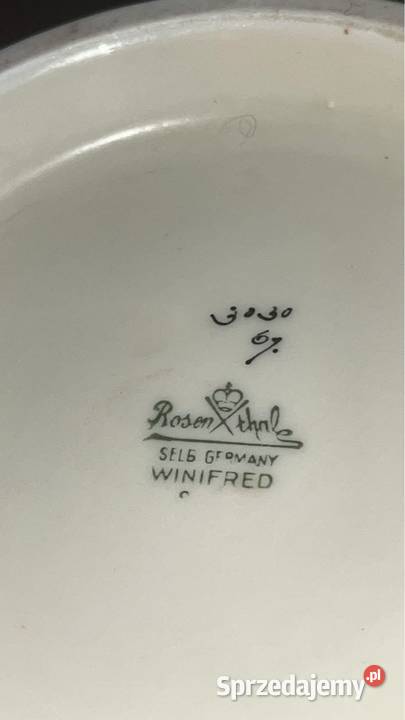 3030
67.
Rosenthal
SELB GERMANY
WINIFRED
Sprzedajemy.pl